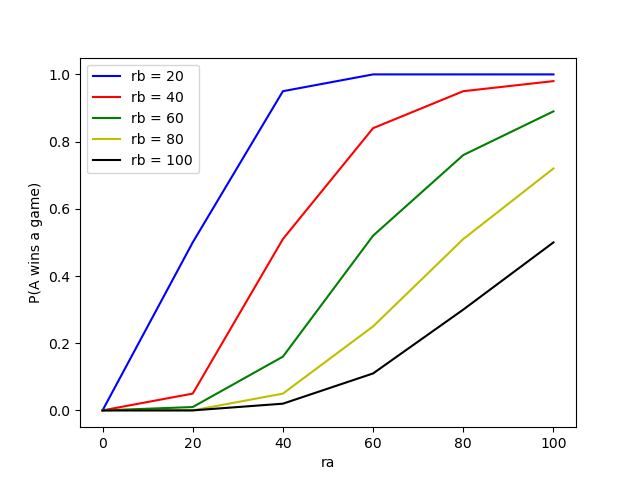 rb = 20
rb = 40
rb = 60
rb = 80
rb = 100
1.0
0.8
0.6
0.4
0.2
0.0
P(A wins a game)
0 20 40 60 80 100
ra